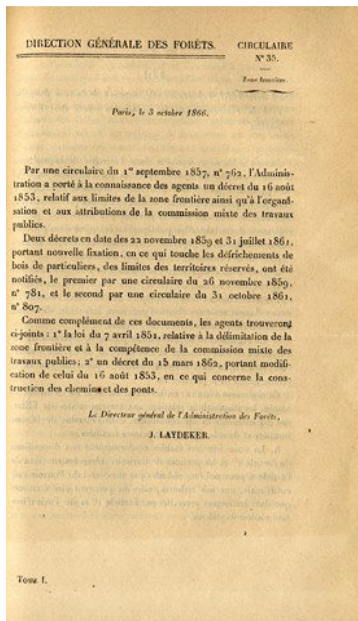 DIRECTION GÉNÉRALE DES FORÊTS.
CIRCULAIRE
N° 35.
Zone frontière.
Paris, le 3 octobre 1866.
Par une circulaire du 1er septembre 1857, n° 762, l'Adminis-
tration a porté à la connaissance des agents un décret du 16 août
1853, relatif aux limites de la zone frontière ainsi qu'à l'organi-
sation et aux attributions de la commission mixte des travaux
publics.
Deux décrets en date des 22 novembre 1859 et 31 juillet 1861,
portant nouvelle fixation, en ce qui touche les défrichements de
bois de particuliers, des limites des territoires réservés, ont été
notifiés, le premier par une circulaire du 26 novembre 1859,
n° 781, et le second par une circulaire du 31 octobre 1861,
n° 807.
Comme complément de ces documents, les agents trouveront
ci-joints : 1° la loi du 7 avril 1851, relative à la délimitation de la
zone frontière et à la compétence de la commission mixte des
travaux publics; 2° un décret du 15 mars 1862, portant modifi-
cation de celui du 16 août 1853, en ce qui concerne la cons-
truction des chemins et des ponts.
Le Directeur général de l'Administration des Forêts,
J. LAYDEKER.
Tome I.